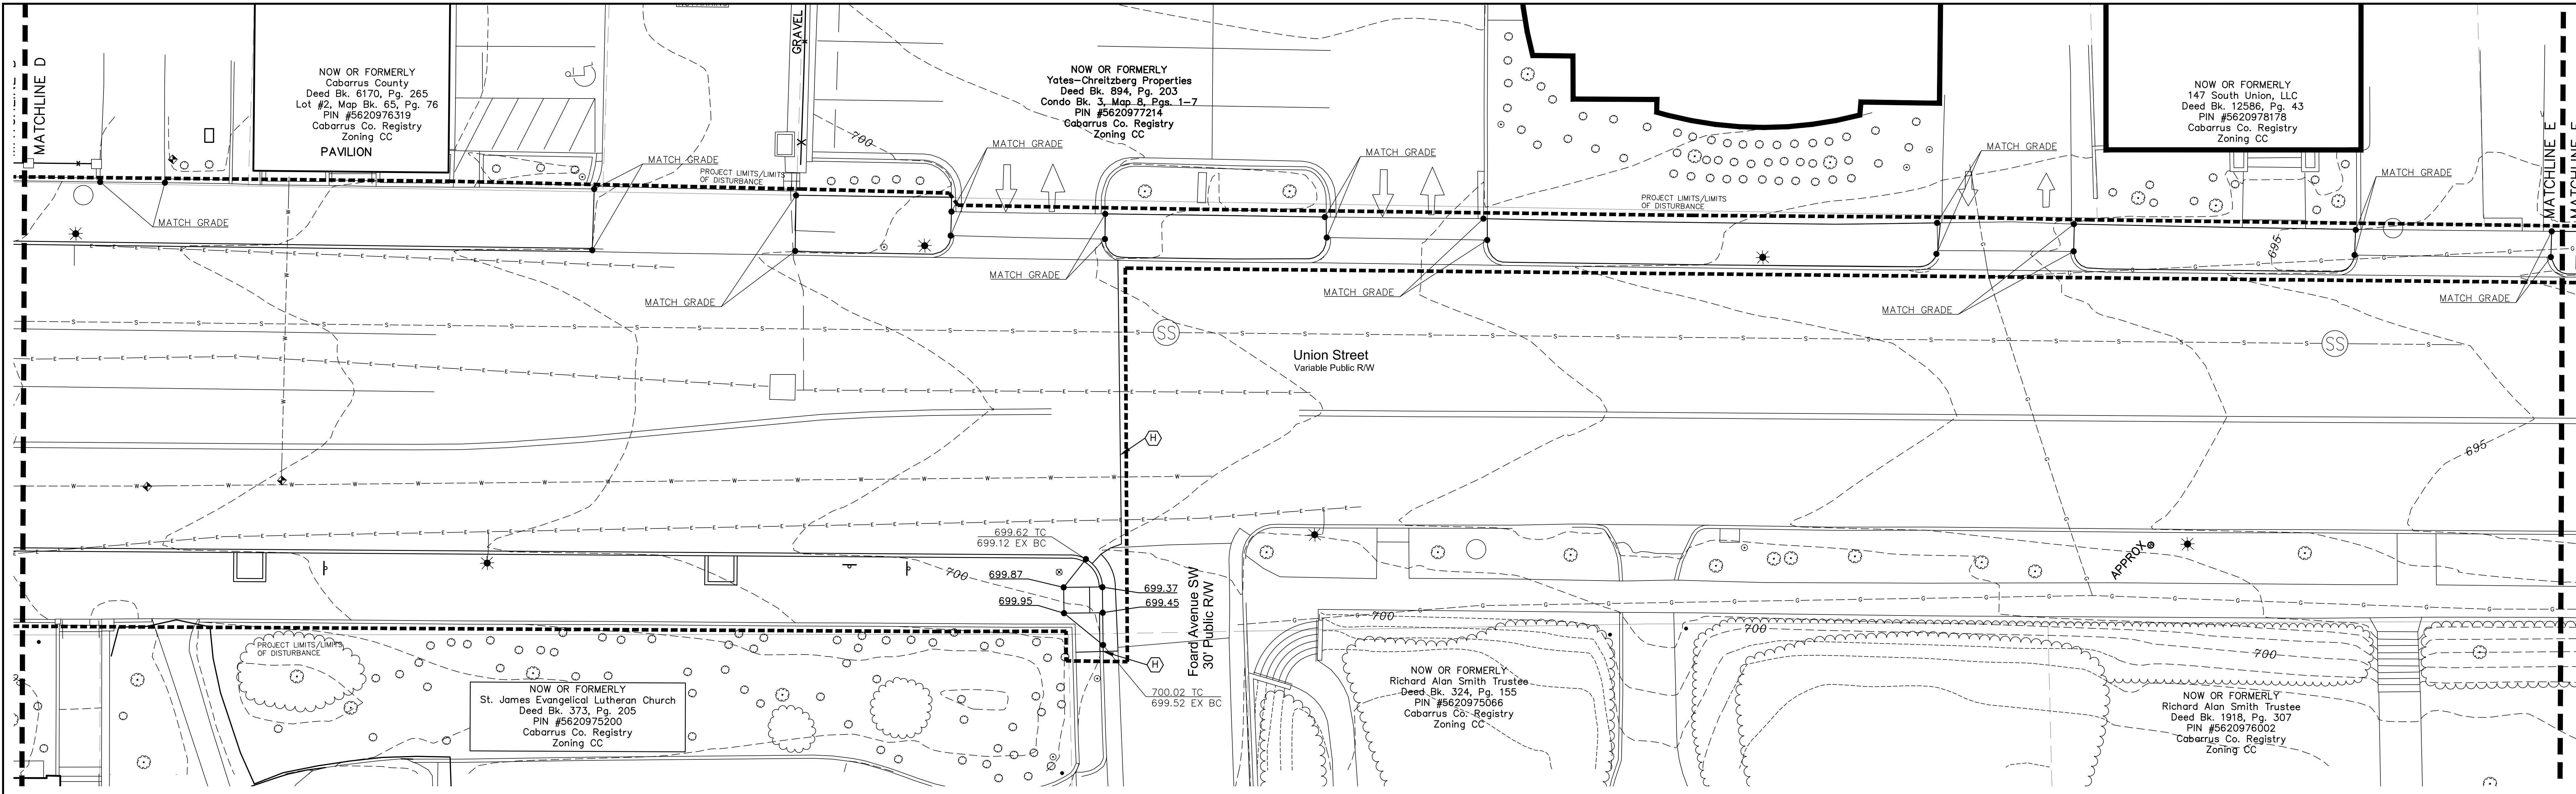 MATCHLINE D
NOW OR FORMERLY
Cabarrus County
Deed Bk. 6170, Pg. 265
Lot #2, Map Bk. 65, Pg. 76
PIN #5620976319
Cabarrus Co. Registry
Zoning CC
PAVILION
GRAVEL
700
NOW OR FORMERLY
Yates-Chreitzberg Properties
Deed Bk. 894, Pg. 203
Condo Bk. 3, Map 8, Pgs. 1-7
PIN #5620977214
Cabarrus Co. Registry
Zoning CC
NOW OR FORMERLY
147 South Union, LLC
Deed Bk. 12586, Pg. 43
PIN #5620978178
Cabarrus Co. Registry
Zoning CC
MATCHLINE E
MATCHLINE
MATCH GRADE
MATCH GRADE
MATCH GRADE
MATCH GRADE
MATCH GRADE
PROJECT LIMITS/LIMITS
OF DISTURBANCE
PROJECT LIMITS/LIMITS
OF DISTURBANCE
MATCH GRADE
695
MATCH GRADE
MATCH GRADE
MATCH GRADE
MATCH GRADE
MATCH GRADE
SS
SS
Union Street
Variable Public R/W
H
695
699.62 TC
699.12 EX BC
700
699.87
699.95
699.37
699.45
APPROX
Foard Avenue SW
30' Public R/W
700
700
700
PROJECT LIMITS/LIMITS
OF DISTURBANCE
H
700.02 TC
699.52 EX BC
NOW OR FORMERLY
St. James Evangelical Lutheran Church
Deed Bk. 373, Pg. 205
PIN #5620975200
Cabarrus Co. Registry
Zoning CC
NOW OR FORMERLY
Richard Alan Smith Trustee
Deed Bk. 324, Pg. 155
PIN #5620975066
Cabarrus Co. Registry
Zoning CC
NOW OR FORMERLY
Richard Alan Smith Trustee
Deed Bk. 1918, Pg. 307
PIN #5620976002
Cabarrus Co. Registry
Zoning CC